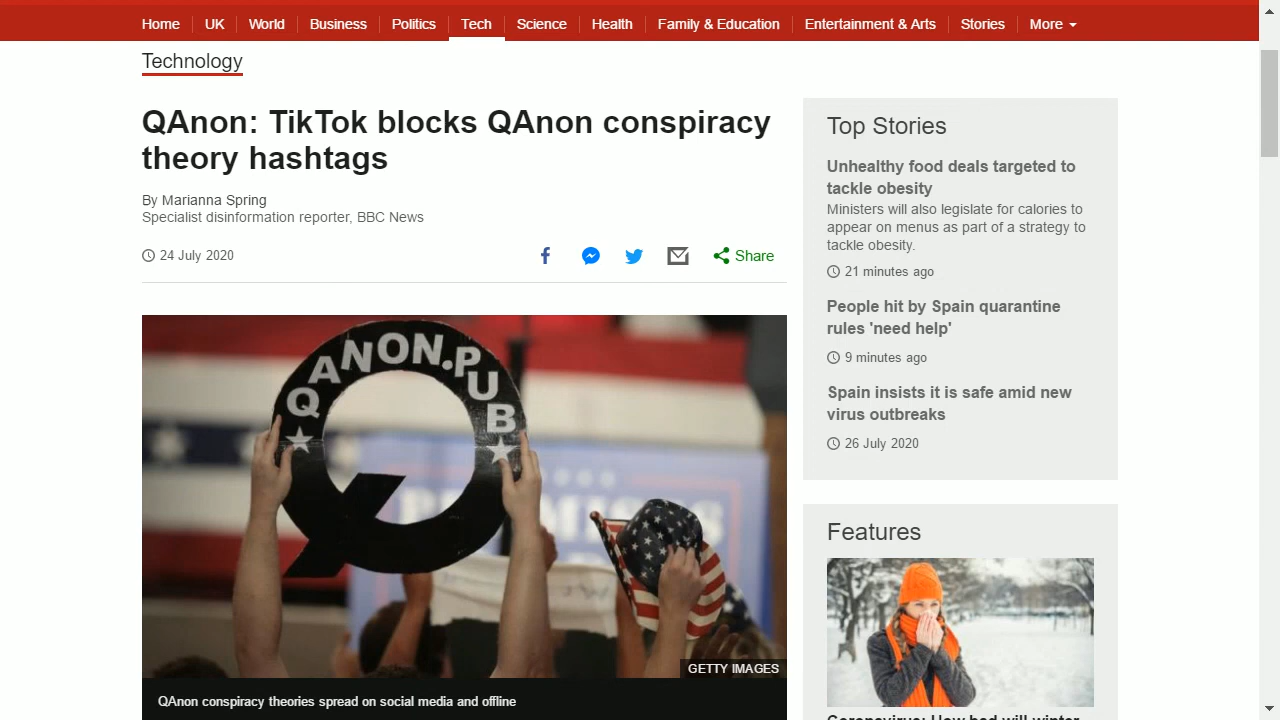 Home UK World Business Politics Tech Science Health Family & Education Entertainment & Arts Stories More
Technology
QAnon: TikTok blocks QAnon conspiracy
theory hashtags
By Marianna Spring
Specialist disinformation reporter, BBC News
24 July 2020
Share
QANON.PUB
GETTY IMAGES
QAnon conspiracy theories spread on social media and offline
Top Stories
Unhealthy food deals targeted to
tackle obesity
Ministers will also legislate for calories to
appear on menus as part of a strategy to
tackle obesity.
21 minutes ago
People hit by Spain quarantine
rules 'need help'
9 minutes ago
Spain insists it is safe amid new
virus outbreaks
26 July 2020
Features
Coronavirus: How bad will winter